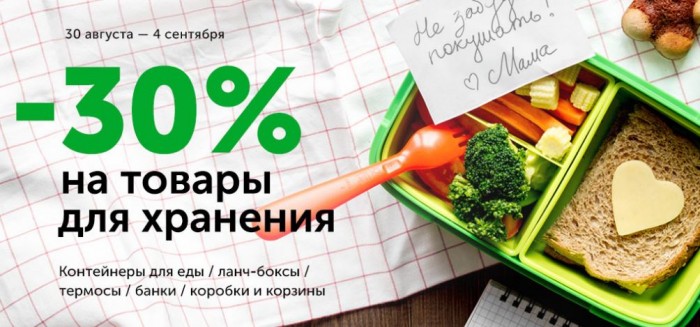 30 августа — 4 сентября
-30%
на товары
для хранения
Контейнеры для еды / ланч-боксы /
термосы / банки / коробки и корзины
Не забудь
покушать!
♡ Мама